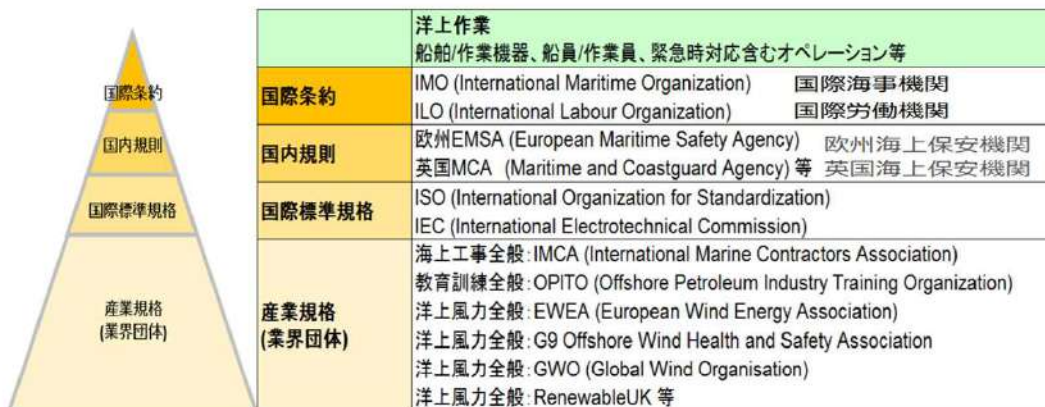 国際条約
国内規則
国際標準規格
産業規格
(業界団体)
洋上作業
船舶/作業機器、船員/作業員、緊急時対応含むオペレーション等
国際条約
IMO (International Maritime Organization) 国際海事機関
ILO (International Labour Organization) 国際労働機関
国内規則
欧州EMSA (European Maritime Safety Agency) 欧州海上保安機関
英国MCA (Maritime and Coastguard Agency) 等 英国海上保安機関
国際標準規格
ISO (International Organization for Standardization)
IEC (International Electrotechnical Commission)
産業規格
(業界団体)
海上工事全般:IMCA (International Marine Contractors Association)
教育訓練全般:OPITO (Offshore Petroleum Industry Training Organization)
洋上風力全般:EWEA (European Wind Energy Association)
洋上風力全般:G9 Offshore Wind Health and Safety Association
洋上風力全般:GWO (Global Wind Organisation)
洋上風力全般:RenewableUK 等